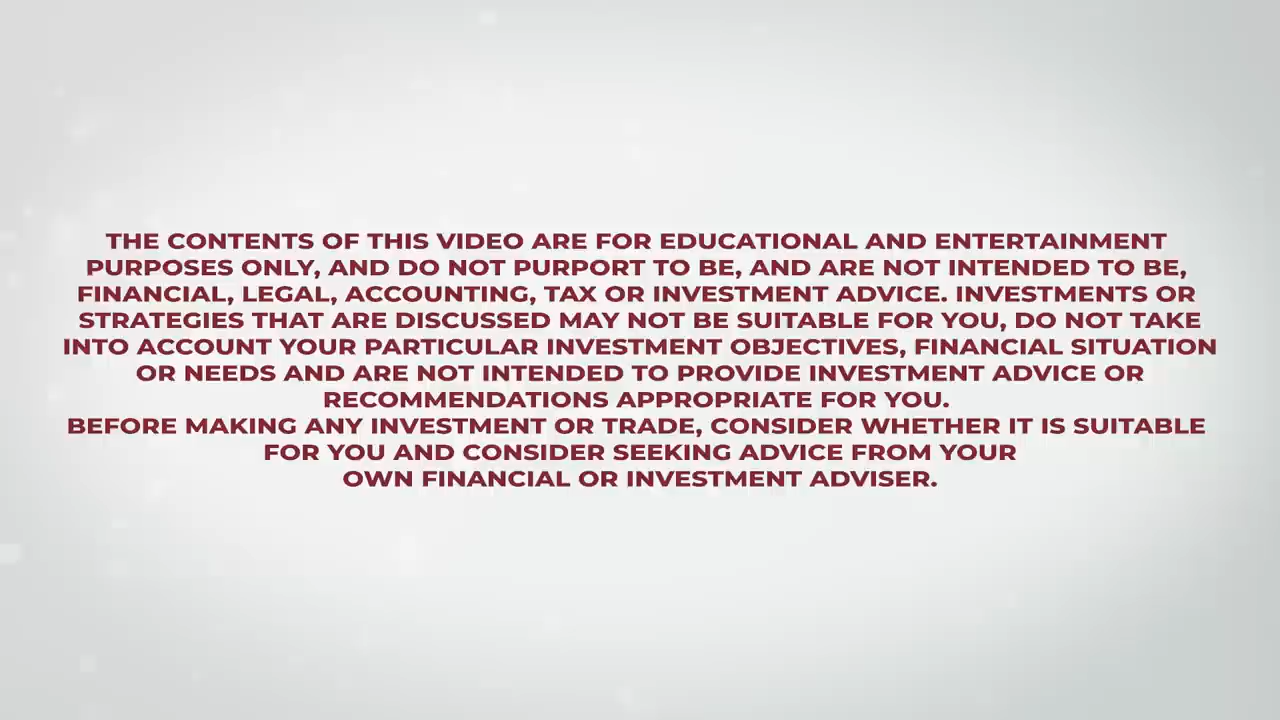 THE CONTENTS OF THIS VIDEO ARE FOR EDUCATIONAL AND ENTERTAINMENT
PURPOSES ONLY, AND DO NOT PURPORT TO BE, AND ARE NOT INTENDED TO BE,
FINANCIAL, LEGAL, ACCOUNTING, TAX OR INVESTMENT ADVICE. INVESTMENTS OR
STRATEGIES THAT ARE DISCUSSED MAY NOT BE SUITABLE FOR YOU, DO NOT TAKE
INTO ACCOUNT YOUR PARTICULAR INVESTMENT OBJECTIVES, FINANCIAL SITUATION
OR NEEDS AND ARE NOT INTENDED TO PROVIDE INVESTMENT ADVICE OR
RECOMMENDATIONS APPROPRIATE FOR YOU.
BEFORE MAKING ANY INVESTMENT OR TRADE, CONSIDER WHETHER IT IS SUITABLE
FOR YOU AND CONSIDER SEEKING ADVICE FROM YOUR
OWN FINANCIAL OR INVESTMENT ADVISER.